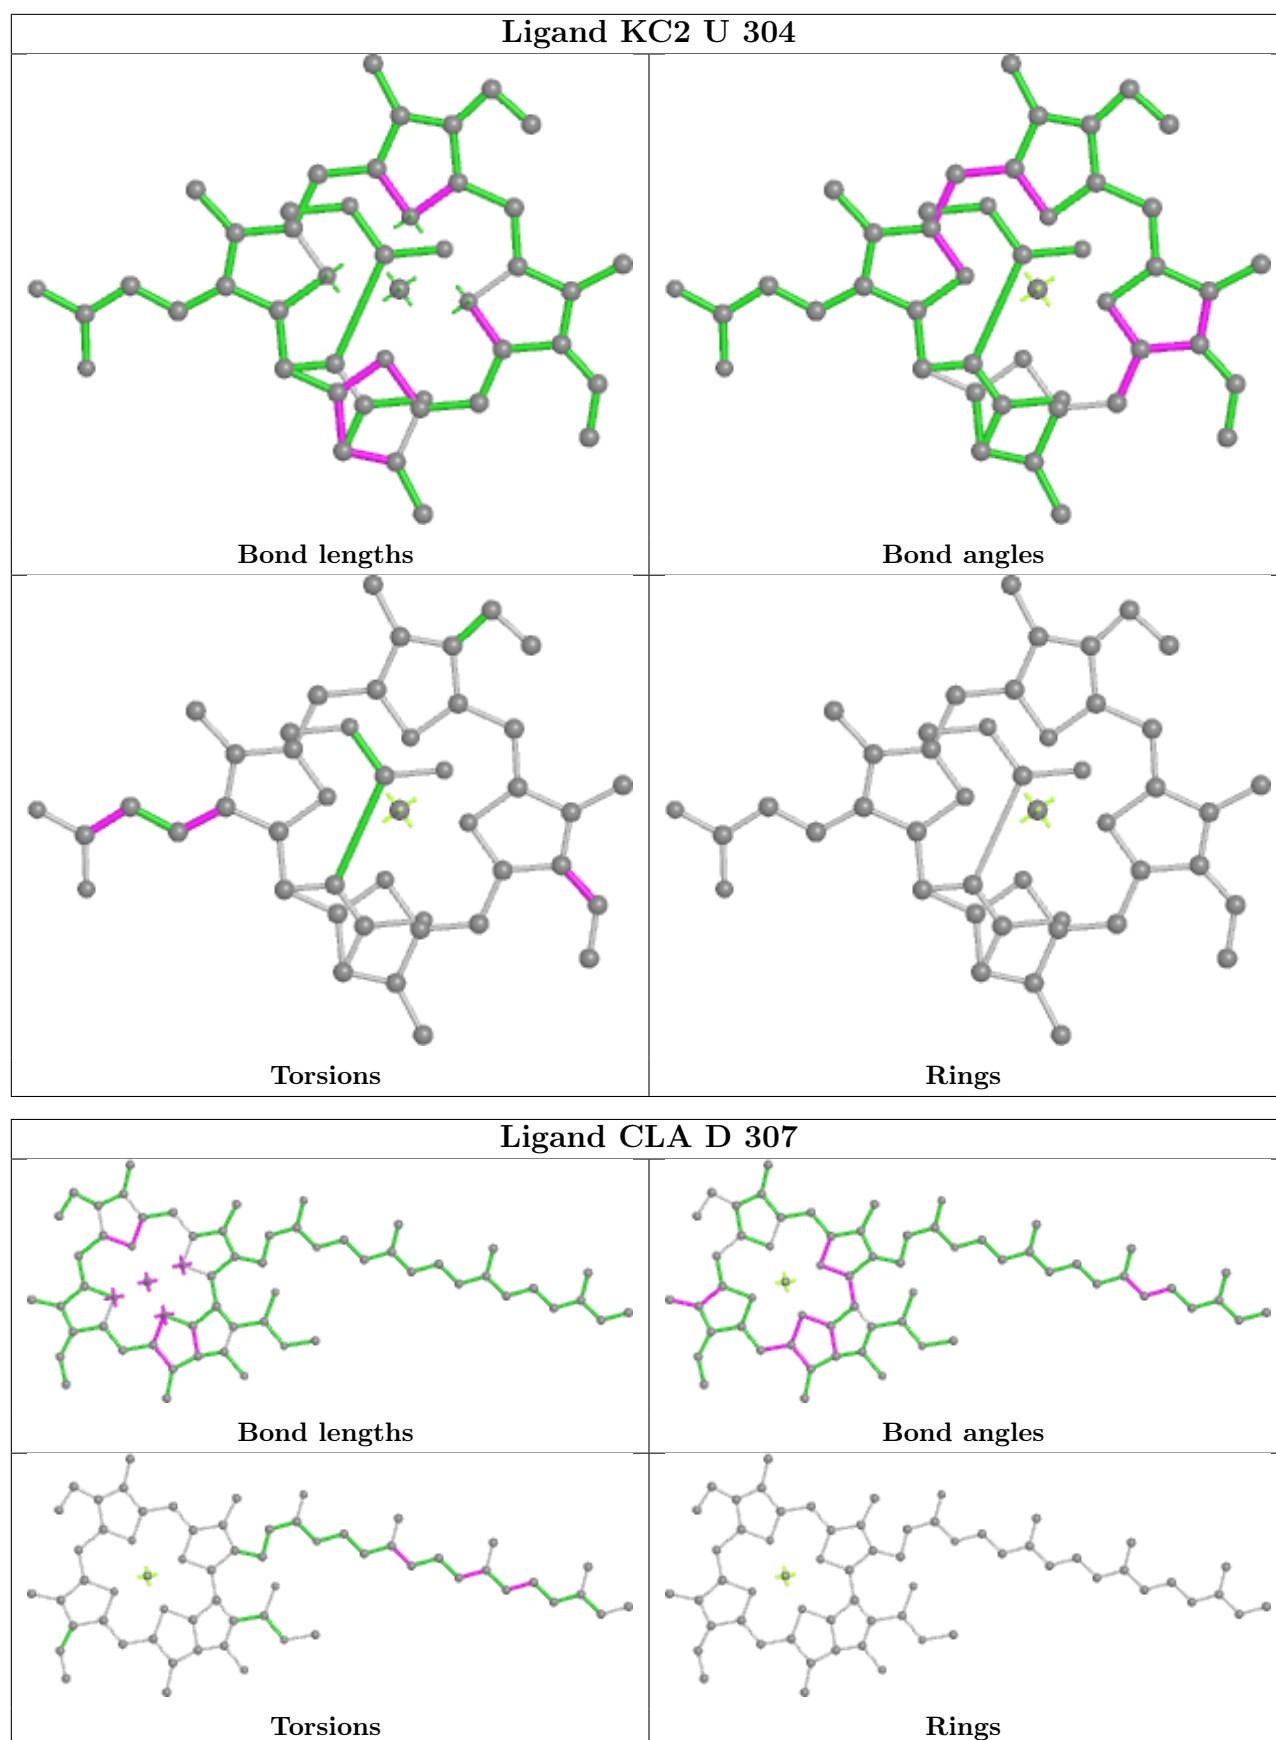 Ligand KC2 U 304
Bond lengths
Bond angles
Torsions
Rings
Ligand CLA D 307
Bond lengths
Bond angles
Torsions
Rings